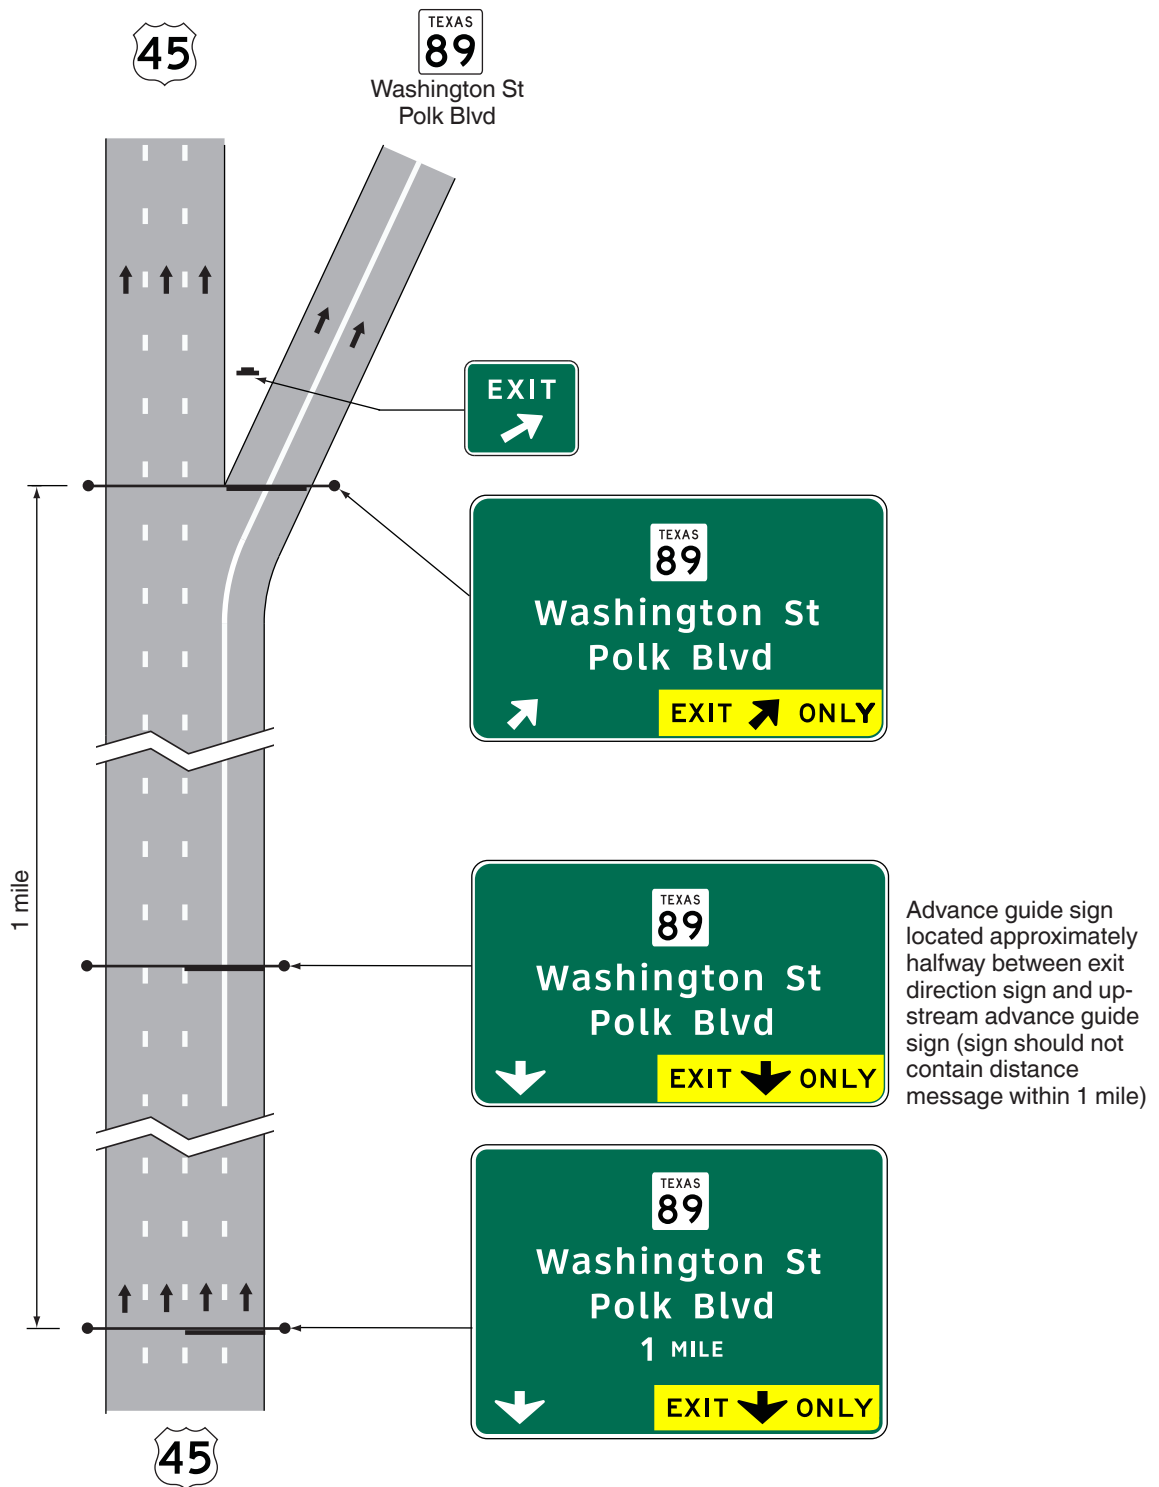 45
TEXAS
89
Washington St
Polk Blvd
EXIT
TEXAS
89
Washington St
Polk Blvd
EXIT ONLY
1 mile
TEXAS
89
Washington St
Polk Blvd
EXIT ONLY
Advance guide sign
located approximately
halfway between exit
direction sign and up-
stream advance guide
sign (sign should not
contain distance
message within 1 mile)
TEXAS
89
Washington St
Polk Blvd
1 MILE
EXIT ONLY
45